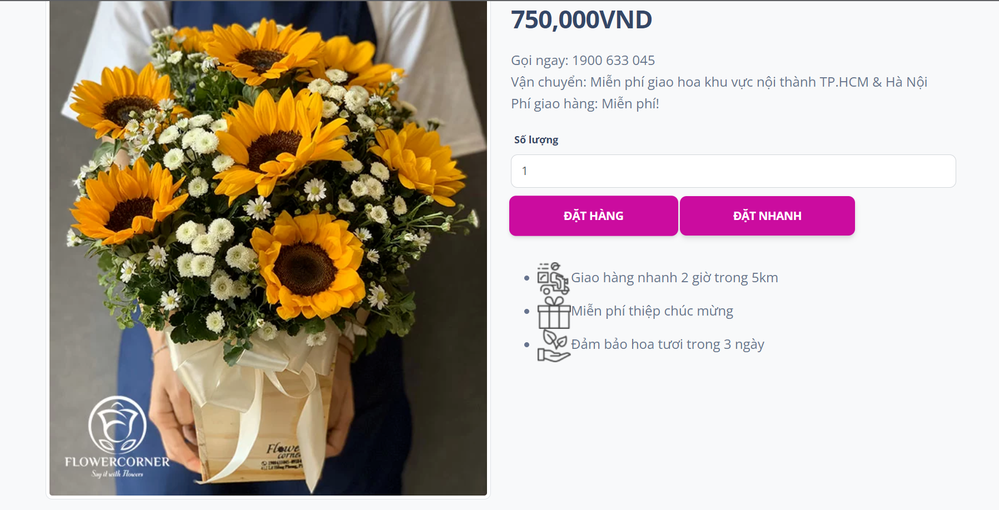 750,000VND
Gọi ngay: 1900 633 045
Vận chuyển: Miễn phí giao hoa khu vực nội thành TP.HCM & Hà Nội
Phí giao hàng: Miễn phí!
Số lượng
1
ĐẶT HÀNG
ĐẶT NHANH
Giao hàng nhanh 2 giờ trong 5km
Miễn phí thiệp chúc mừng
Đảm bảo hoa tươi trong 3 ngày
FLOWERCORNER
Say it with Flowers
corner